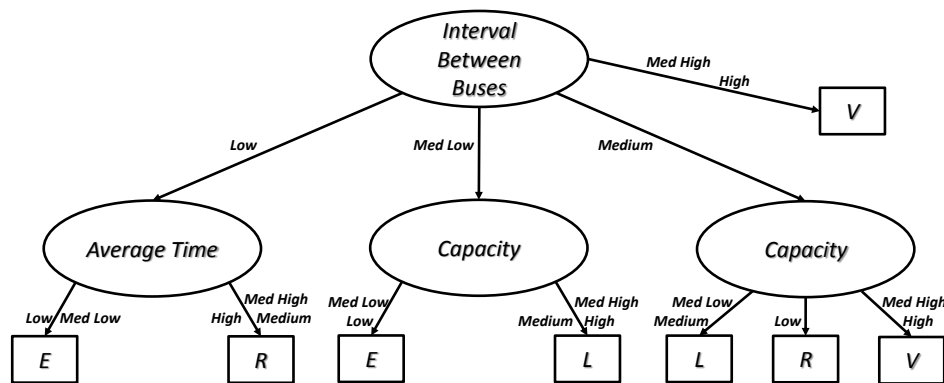 Interval
Between
Buses
Med High
High
V
Low
Med Low
Medium
Average Time
Capacity
Capacity
Low Med Low
Med High
High Medium
Med Low
Low
Med High
Medium High
Med Low
Medium
Low
Med High
High
E
R
E
L
L
R
V